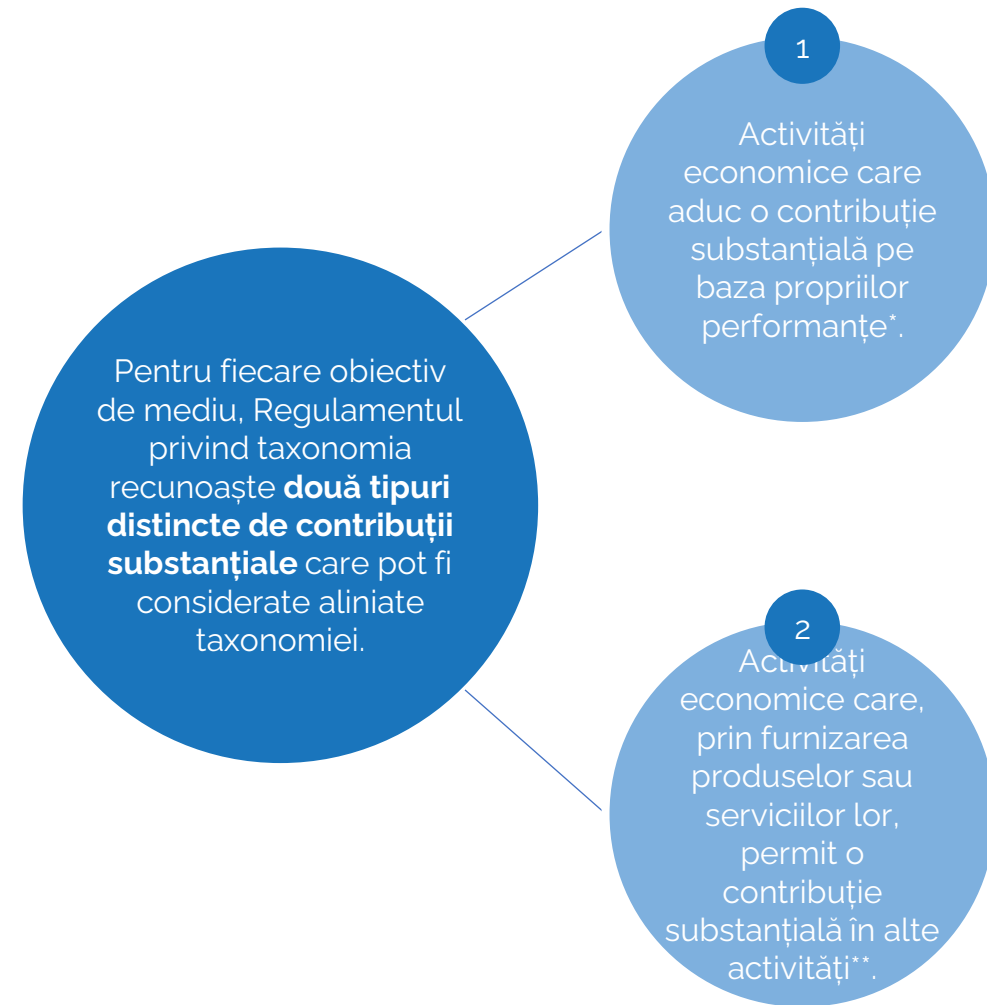 Pentru fiecare obiectiv
de mediu, Regulamentul
privind taxonomia
recunoaște două tipuri
distincte de contribuții
substanțiale care pot fi
considerate aliniate
taxonomiei.
1
Activități
economice care
aduc o contribuție
substanțială pe
baza propriilor
performanțe*.
2
Activități
economice care,
prin furnizarea
produselor sau
serviciilor lor,
permit o
contribuție
substanțială în alte
activități**.